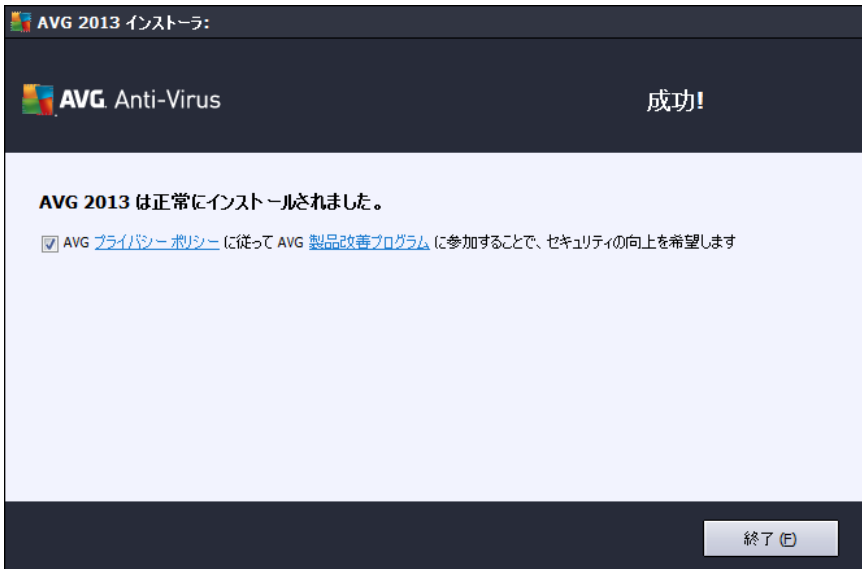 AVG 2013 インストーラ:
AVG. Anti-Virus
成功!
AVG 2013 は正常にインストールされました。
AVG プライバシー ポリシー に従って AVG 製品改善プログラム に参加することで、セキュリティの向上を希望します
終了 (F)